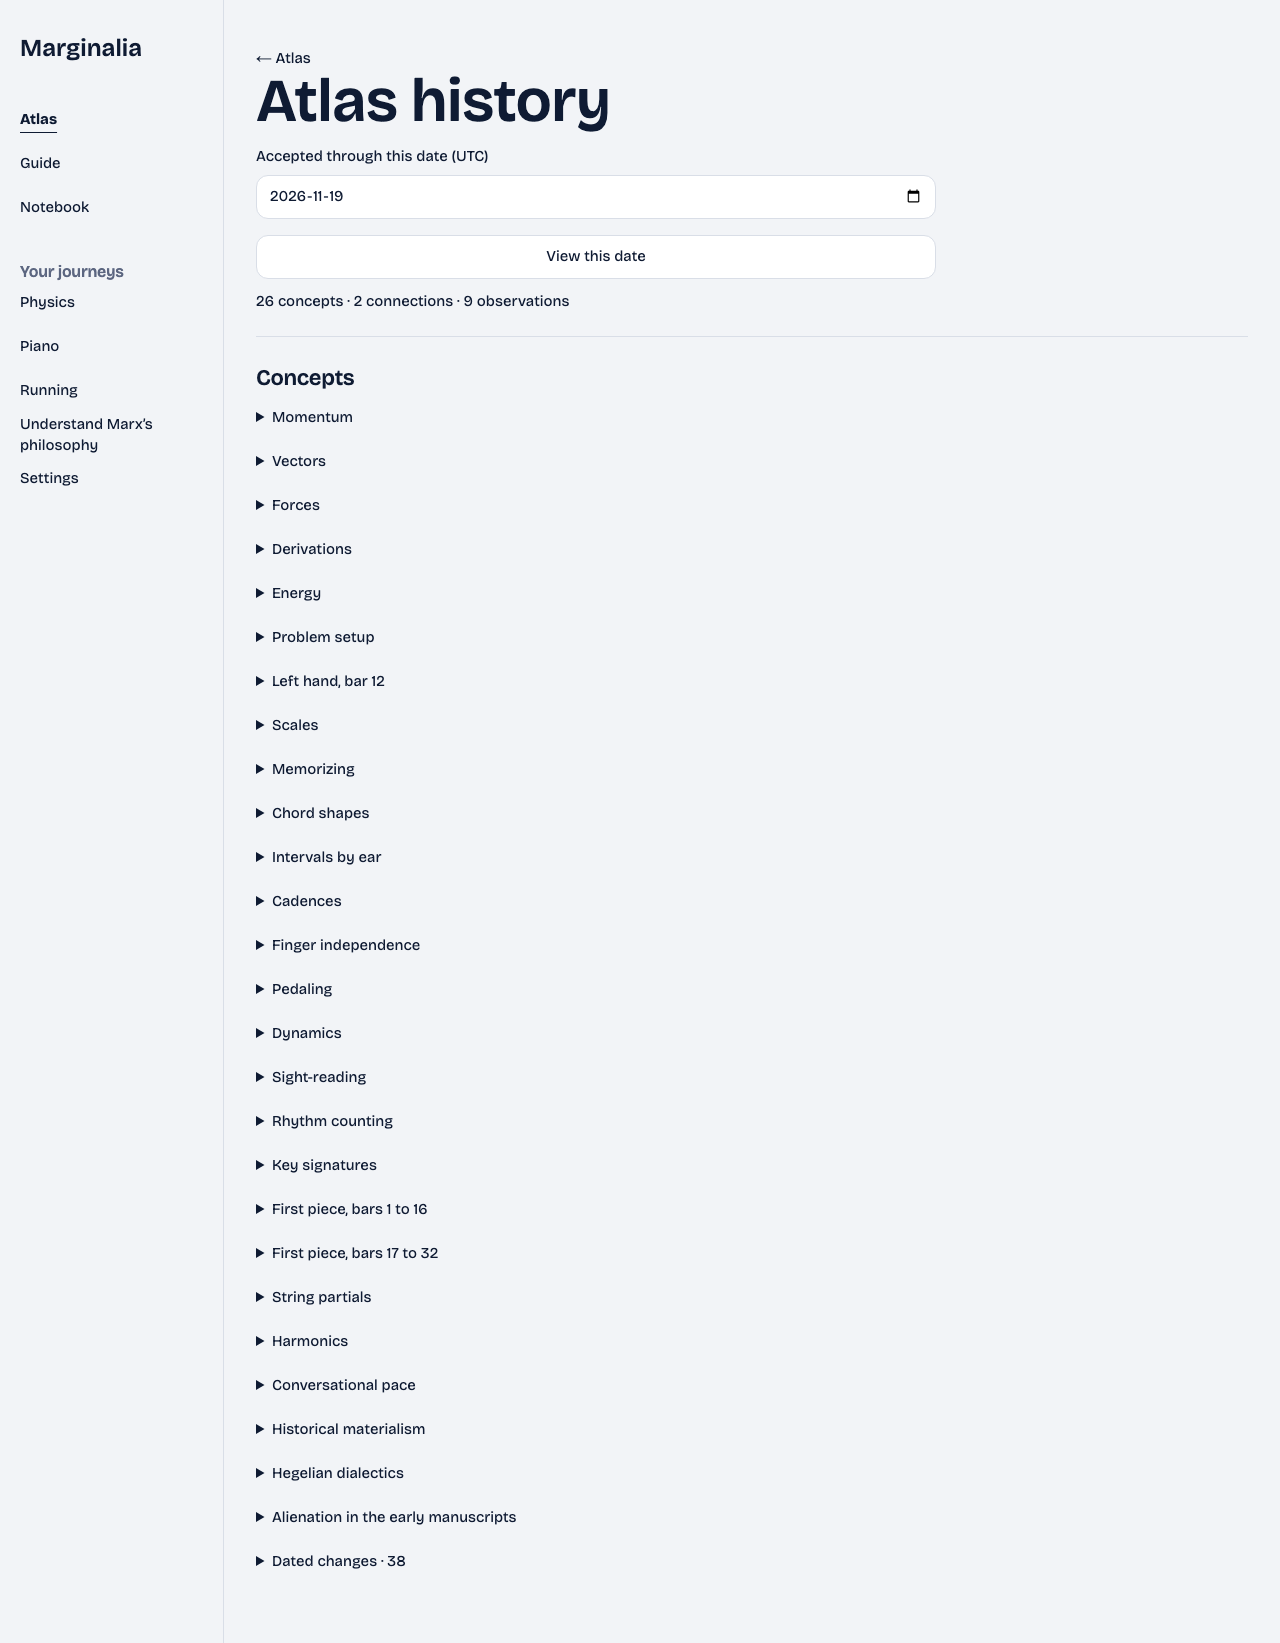 Marginalia
Atlas
Guide
Notebook
Your journeys
Physics
Piano
Running
Understand Marx's
philosophy
Settings
← Atlas
Atlas history
Accepted through this date (UTC)
2026-11-19
View this date
26 concepts · 2 connections · 9 observations
Concepts
Momentum
Vectors
Forces
Derivations
Energy
Problem setup
Left hand, bar 12
Scales
Memorizing
Chord shapes
Intervals by ear
Cadences
Finger independence
Pedaling
Dynamics
Sight-reading
Rhythm counting
Key signatures
First piece, bars 1 to 16
First piece, bars 17 to 32
String partials
Harmonics
Conversational pace
Historical materialism
Hegelian dialectics
Alienation in the early manuscripts
Dated changes · 38